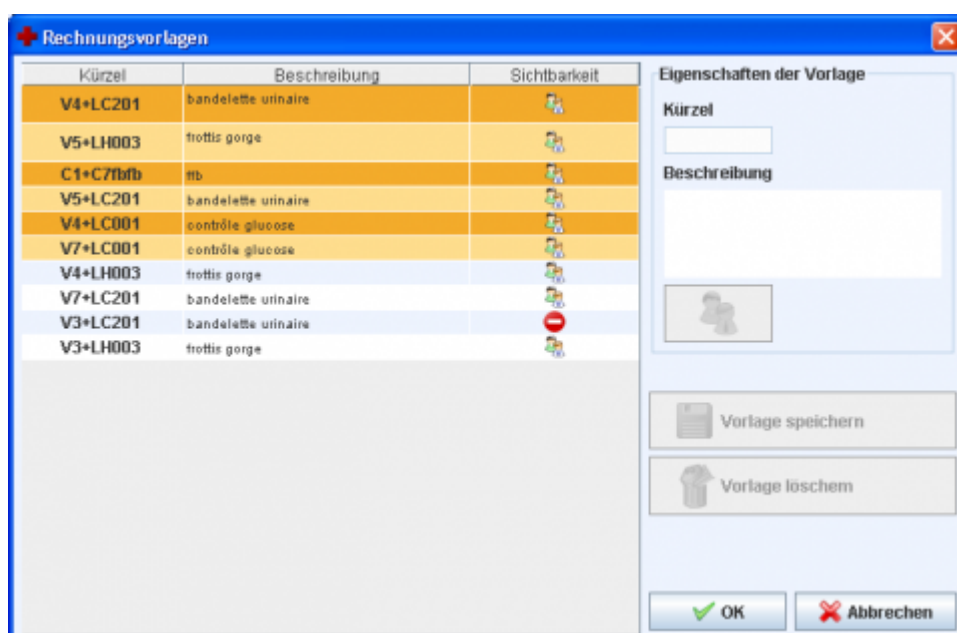 Rechnungsvorlagen
Kürzel Beschreibung Sichtbarkeit
V4+LC201 bandelette urinaire
V5+LH003 frottis gorge
C1+C7fbfb ffb
V5+LC201 bandelette urinaire
V4+LC001 contrôle glucose
V7+LC001 contrôle glucose
V4+LH003 frottis gorge
V7+LC201 bandelette urinaire
V3+LC201 bandelette urinaire
V3+LH003 frottis gorge
Eigenschaften der Vorlage
Kürzel
Beschreibung
Vorlage speichern
Vorlage löschem
OK Abbrechen